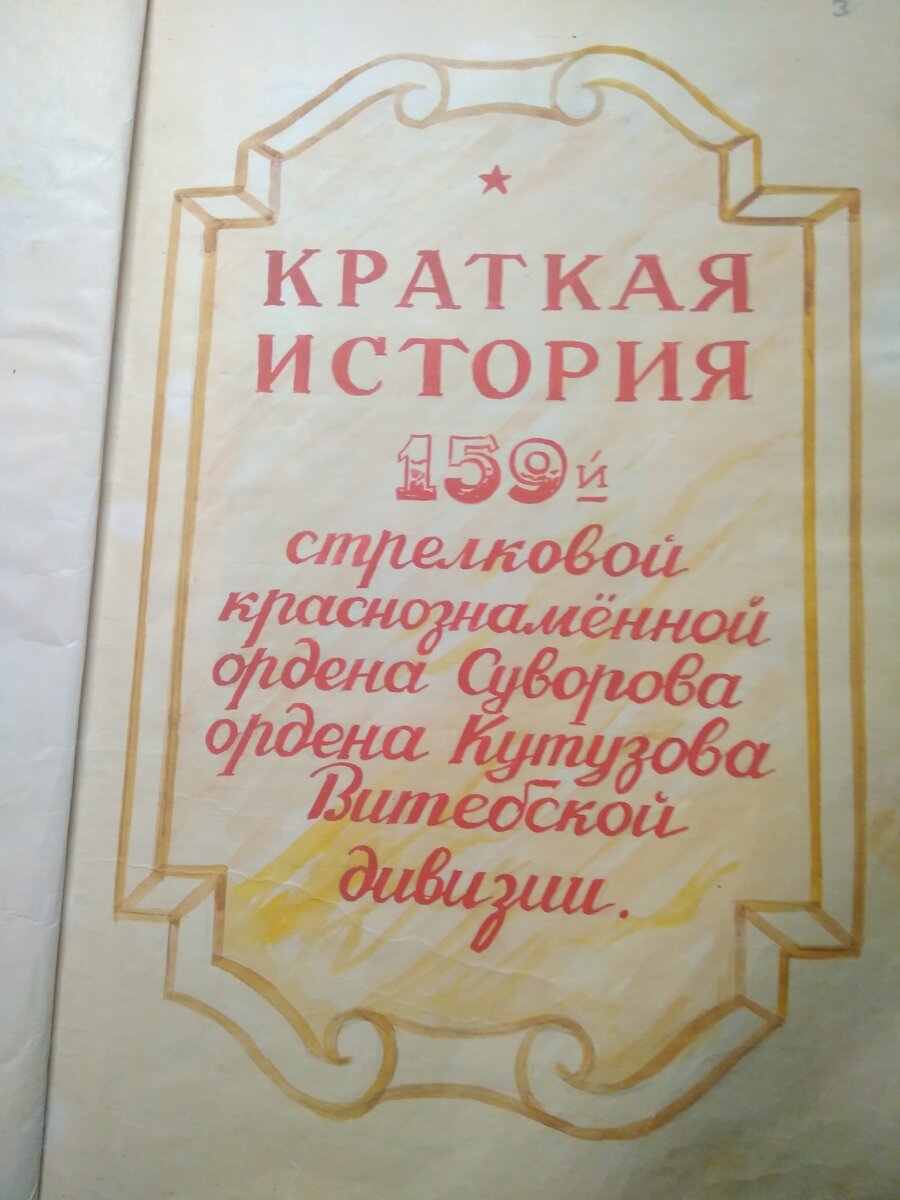 3
КРАТКАЯ
ИСТОРИЯ
159й
стрелковой
краснознамённой
ордена Суворова
ордена Кутузова
Витебской
дивизии.